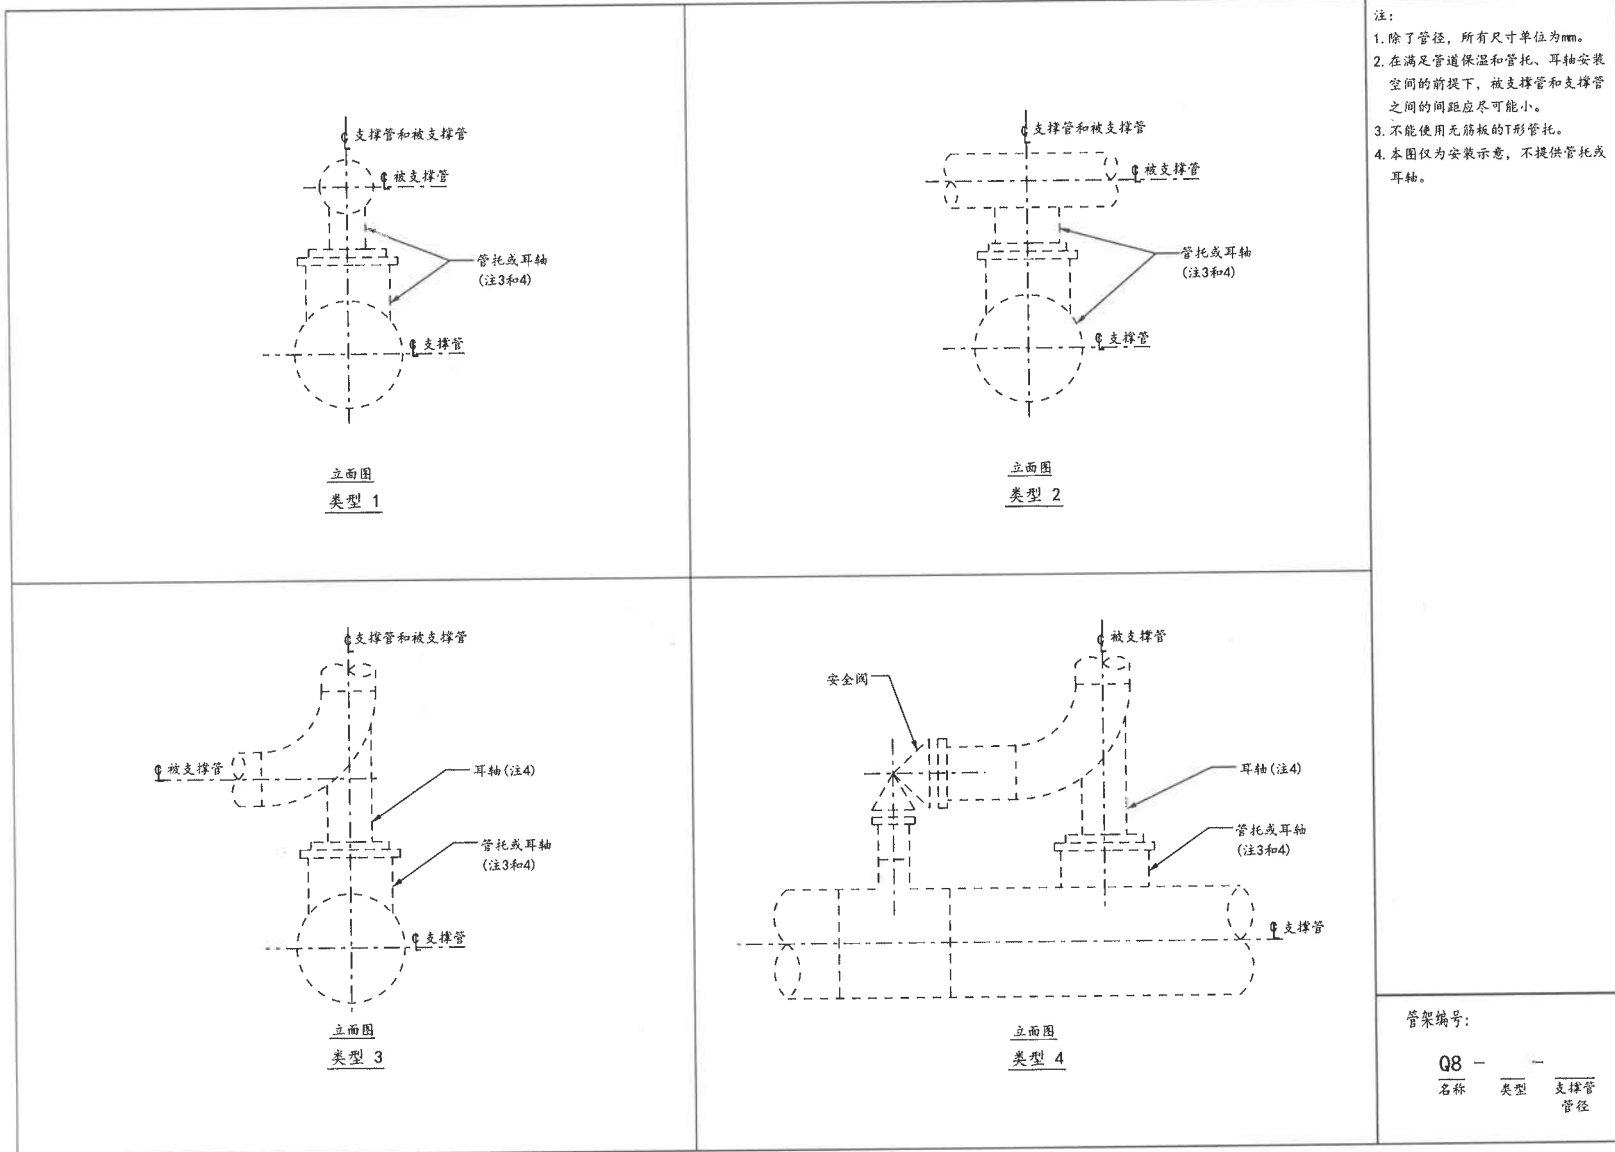 ℄ 支撑管和被支撑管
℄ 被支撑管
管托或耳轴
(注3和4)
℄ 支撑管
立面图
类型 1
℄ 支撑管和被支撑管
℄ 被支撑管
管托或耳轴
(注3和4)
℄ 支撑管
立面图
类型 2
℄ 支撑管和被支撑管
℄ 被支撑管
耳轴(注4)
管托或耳轴
(注3和4)
℄ 支撑管
立面图
类型 3
℄ 被支撑管
安全阀
耳轴(注4)
管托或耳轴
(注3和4)
℄ 支撑管
立面图
类型 4
注：
1. 除了管径，所有尺寸单位为mm。
2. 在满足管道保温和管托、耳轴安装
空间的前提下，被支撑管和支撑管
之间的间距应尽可能小。
3. 不能使用无筋板的T形管托。
4. 本图仅为安装示意，不提供管托或
耳轴。
管架编号：
Q8 - -
名称 类型 支撑管
管径